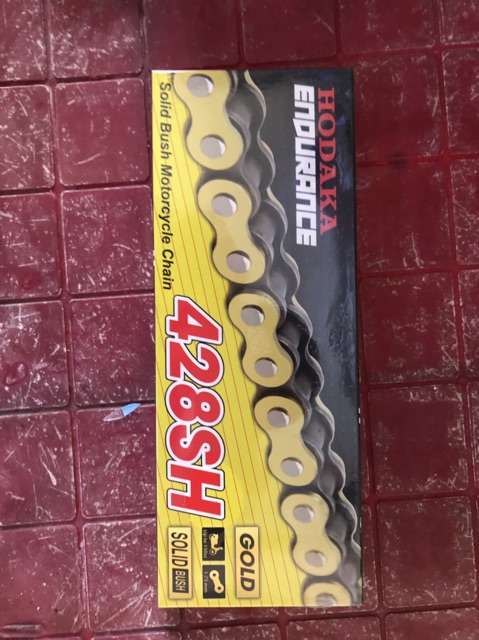 HODAKA
ENDURANCE
Solid Bush Motorcycle Chain
428SH
GOLD
SOLID BUSH